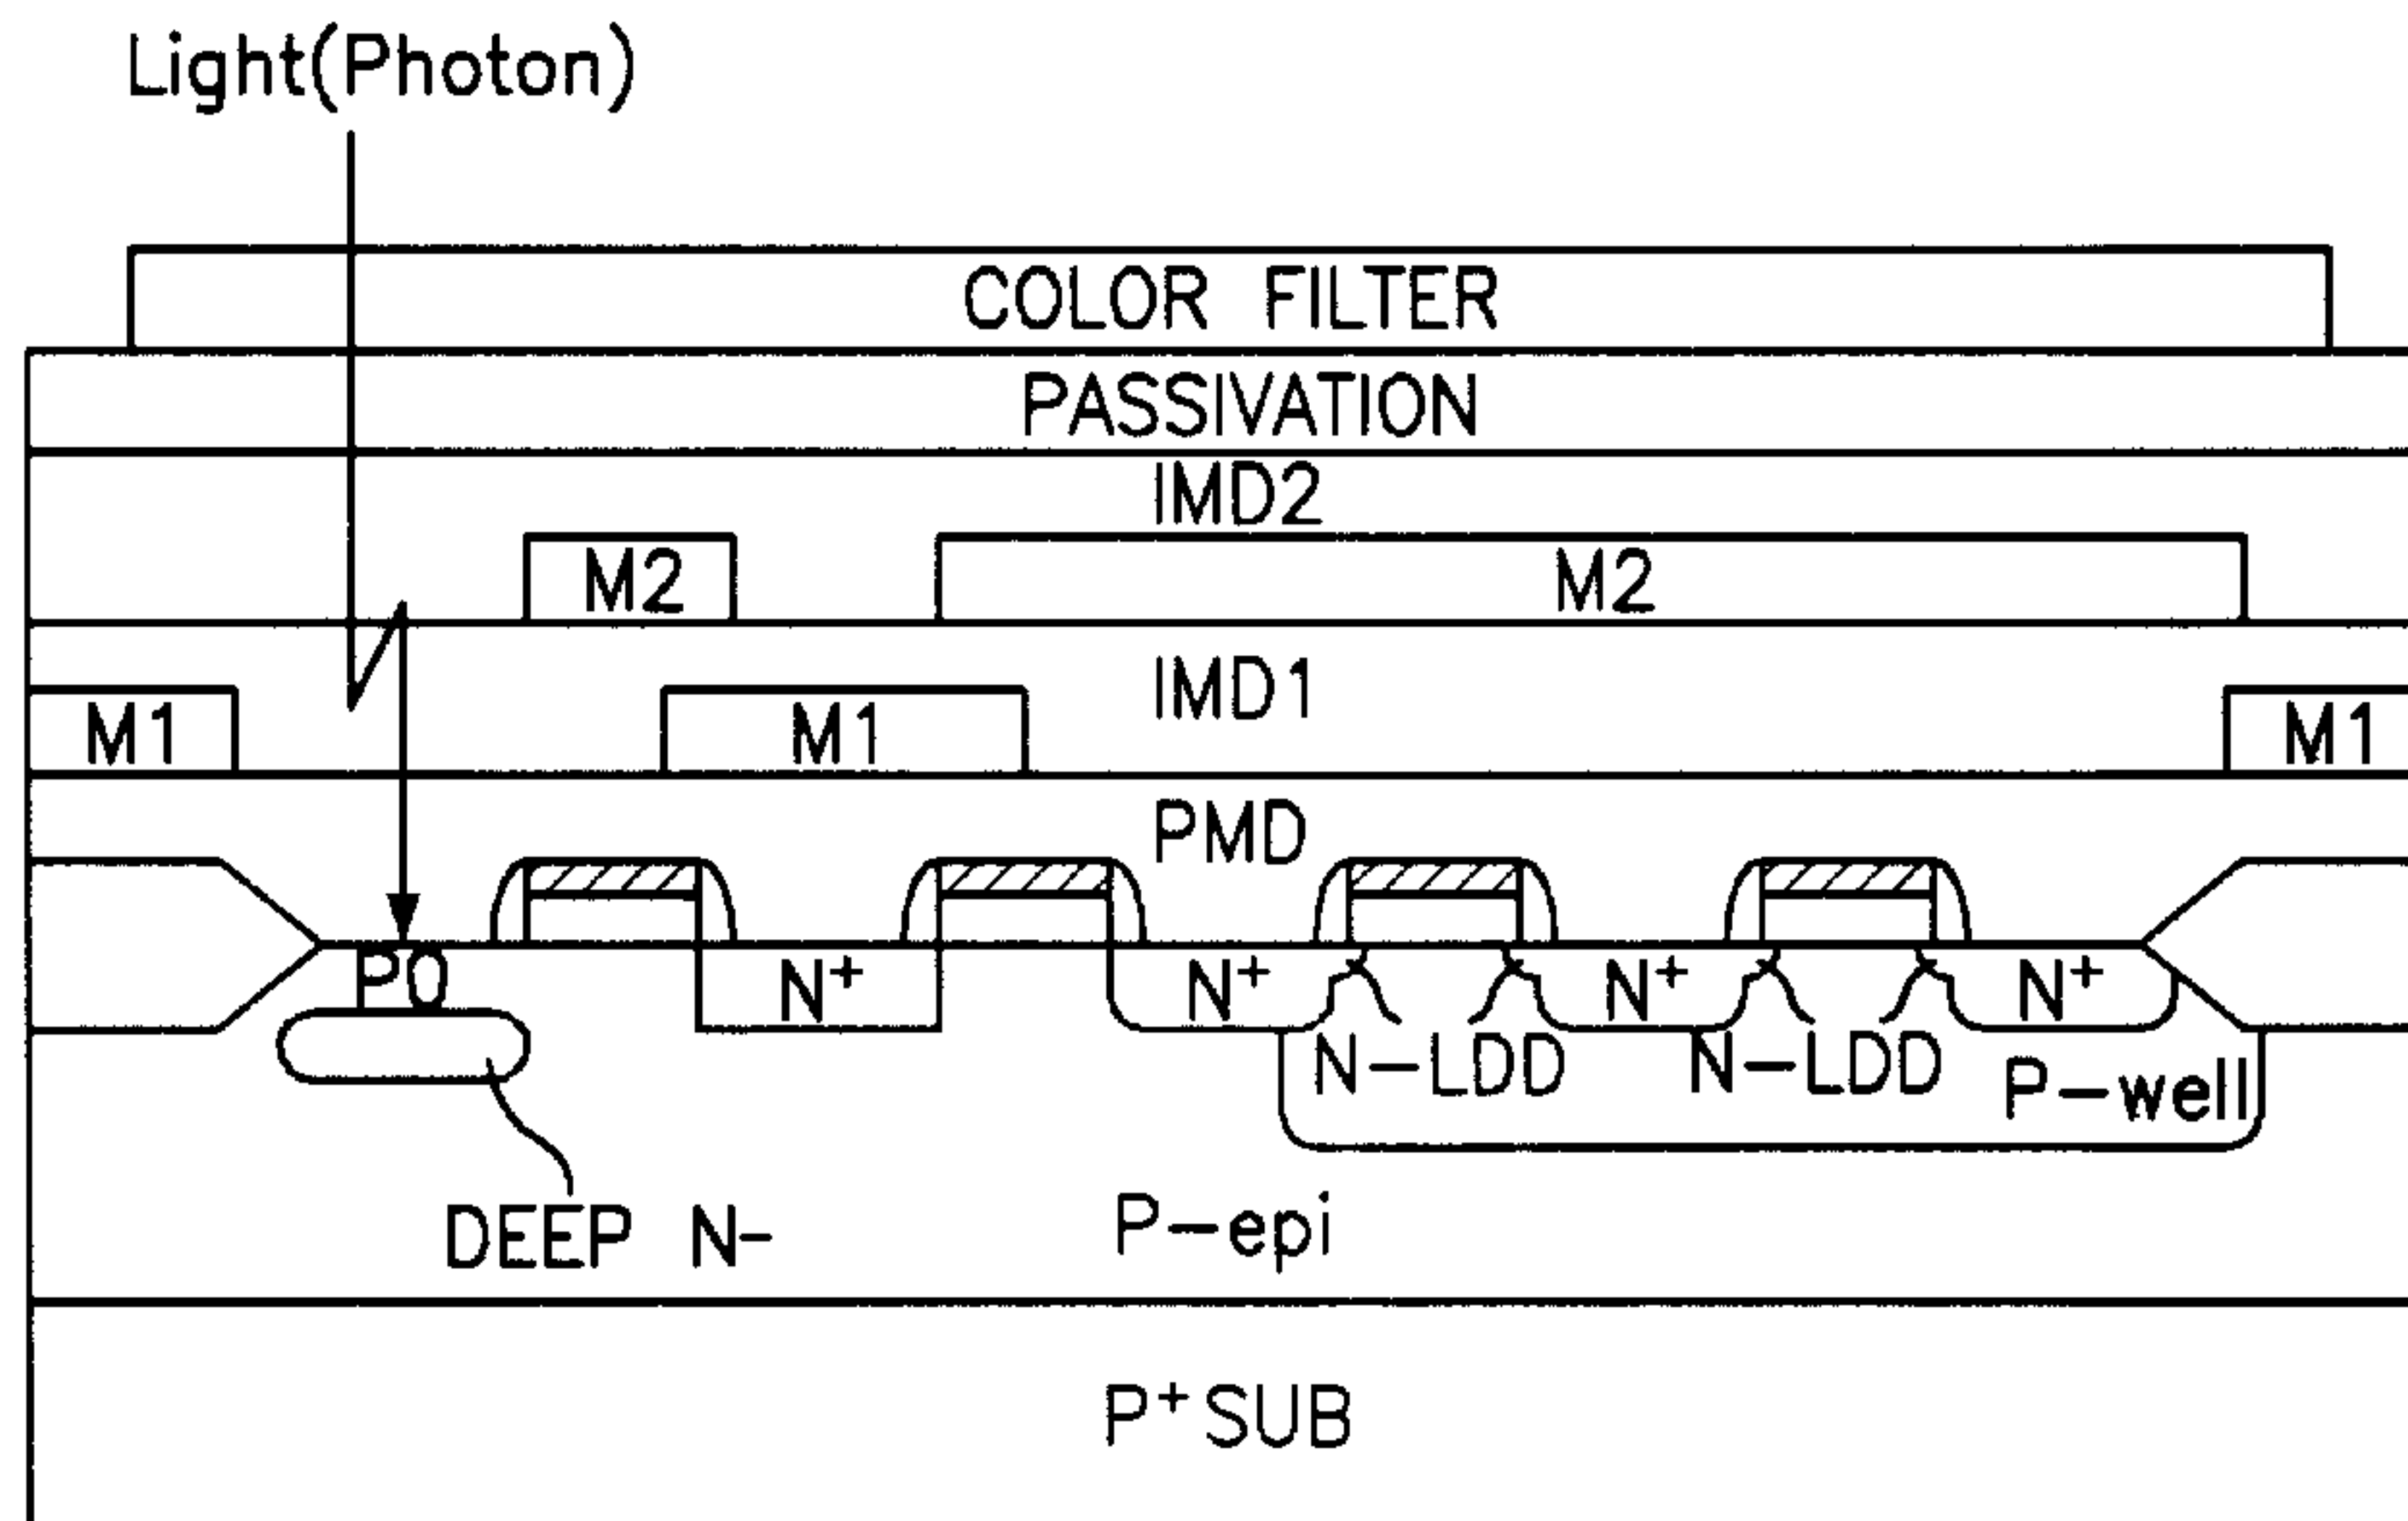 Light(Photon)
COLOR FILTER
PASSIVATION
IMD2
M2 M2
IMD1
M1 M1 M1
PMD
P0 N+ N+ N+ N+
N-LDD N-LDD P-well
DEEP N- P-epi
P+ SUB